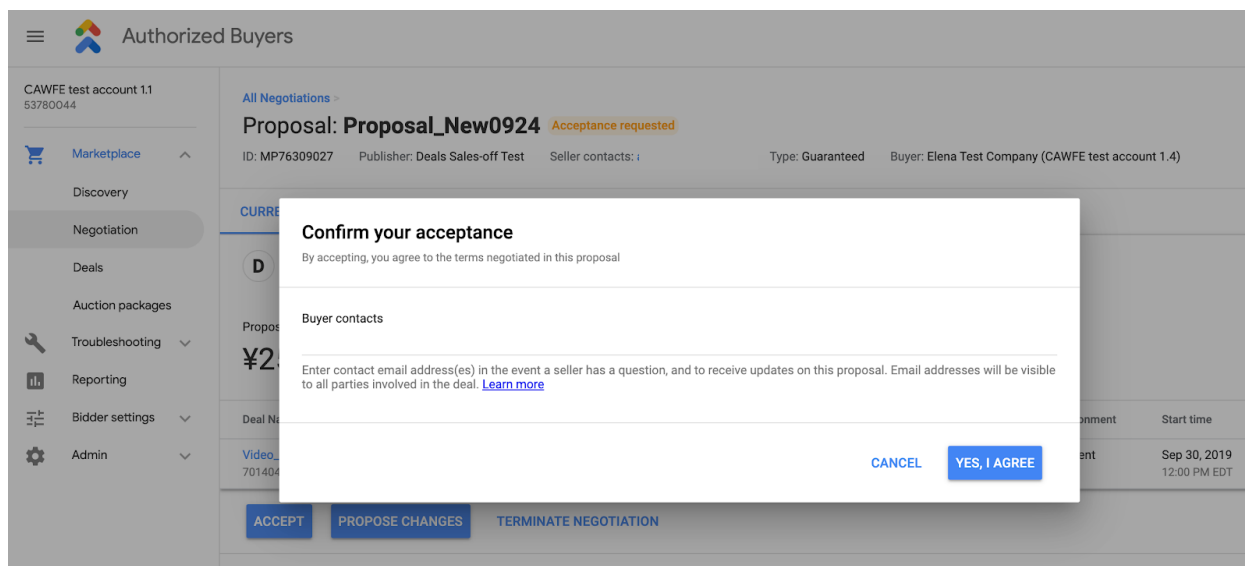 Authorized Buyers
CAWFE test account 1.1
53780044
Marketplace
Discovery
Negotiation
Deals
Auction packages
Troubleshooting
Reporting
Bidder settings
Admin
All Negotiations >
Proposal: Proposal_New0924 Acceptance requested
ID: MP76309027 Publisher: Deals Sales-off Test Seller contacts: Type: Guaranteed Buyer: Elena Test Company (CAWFE test account 1.4)
D
Confirm your acceptance
By accepting, you agree to the terms negotiated in this proposal
Buyer contacts
Enter contact email address(es) in the event a seller has a question, and to receive updates on this proposal. Email addresses will be visible
to all parties involved in the deal. Learn more
CANCEL YES, I AGREE
Deal Start time
Sep 30, 2019
12:00 PM EDT
ACCEPT PROPOSE CHANGES TERMINATE NEGOTIATION